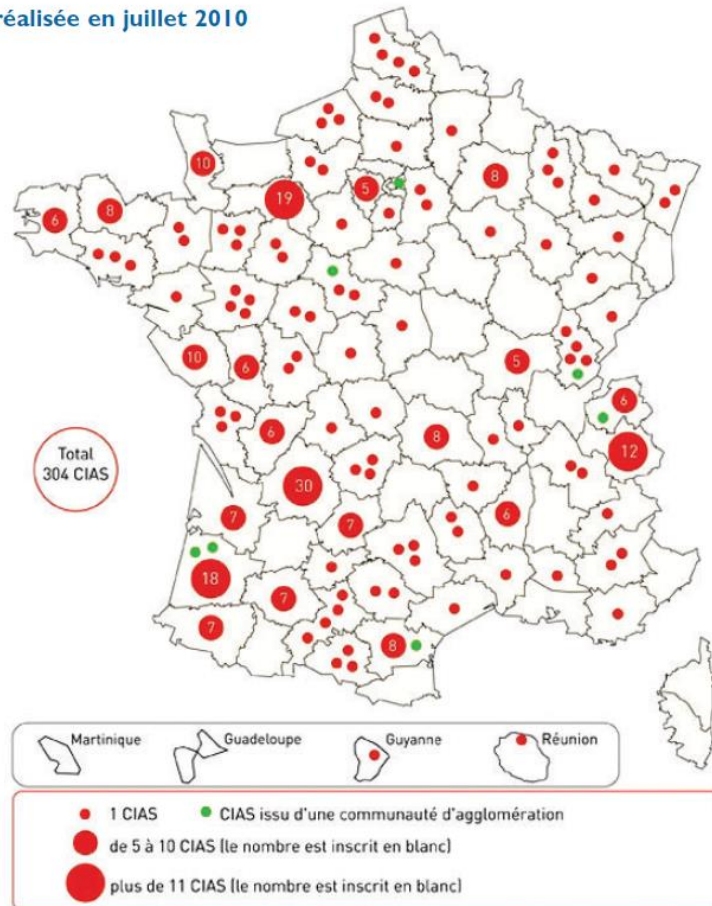 réalisée en juillet 2010
10
19
5
8
6
8
10
6
5
6
6
8
12
30
7
7
6
18
7
7
8
Total
304 CIAS
Martinique
Guadeloupe
Guyanne
Réunion
1 CIAS
CIAS issu d'une communauté d'agglomération
de 5 à 10 CIAS (le nombre est inscrit en blanc)
plus de 11 CIAS (le nombre est inscrit en blanc)